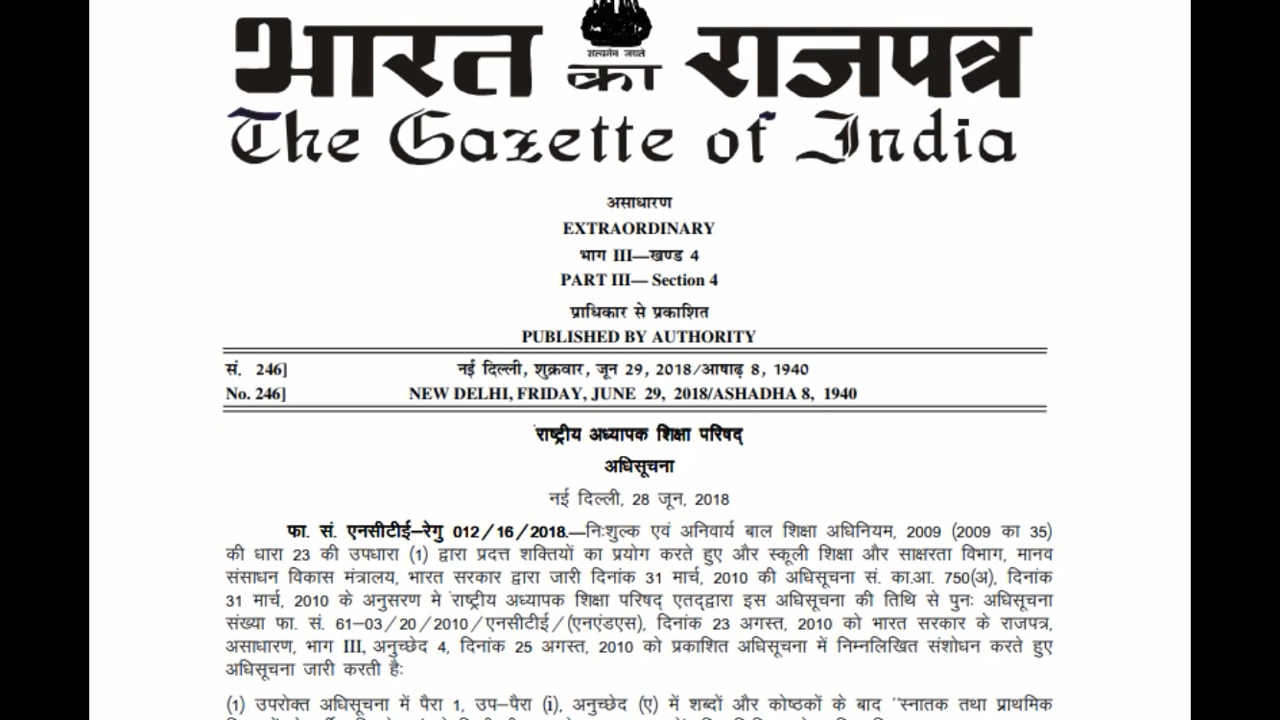 सत्यमेव जयते
भारत का राजपत्र
The Gazette of India
असाधारण
EXTRAORDINARY
भाग III—खण्ड 4
PART III— Section 4
प्राधिकार से प्रकाशित
PUBLISHED BY AUTHORITY
सं. 246] नई दिल्ली, शुक्रवार, जून 29, 2018/आषाढ़ 8, 1940
No. 246] NEW DELHI, FRIDAY, JUNE 29, 2018/ASHADHA 8, 1940
राष्ट्रीय अध्यापक शिक्षा परिषद्
अधिसूचना
नई दिल्ली, 28 जून, 2018
फा. सं. एनसीटीई–रेगु 012/16/2018.—निःशुल्क एवं अनिवार्य बाल शिक्षा अधिनियम, 2009 (2009 का 35)
की धारा 23 की उपधारा (1) द्वारा प्रदत्त शक्तियों का प्रयोग करते हुए और स्कूली शिक्षा और साक्षरता विभाग, मानव
संसाधन विकास मंत्रालय, भारत सरकार द्वारा जारी दिनांक 31 मार्च, 2010 की अधिसूचना सं. का.आ. 750(अ), दिनांक
31 मार्च, 2010 के अनुसरण मे राष्ट्रीय अध्यापक शिक्षा परिषद् एतद्द्वारा इस अधिसूचना की तिथि से पुनः अधिसूचना
संख्या फा. सं. 61–03/20/2010/एनसीटीई/(एनएंडएस), दिनांक 23 अगस्त, 2010 को भारत सरकार के राजपत्र,
असाधारण, भाग III, अनुच्छेद 4, दिनांक 25 अगस्त, 2010 को प्रकाशित अधिसूचना में निम्नलिखित संशोधन करते हुए
अधिसूचना जारी करती है:
(1) उपरोक्त अधिसूचना में पैरा 1, उप–पैरा (i), अनुच्छेद (ए) में शब्दों और कोष्ठकों के बाद “स्नातक तथा प्राथमिक